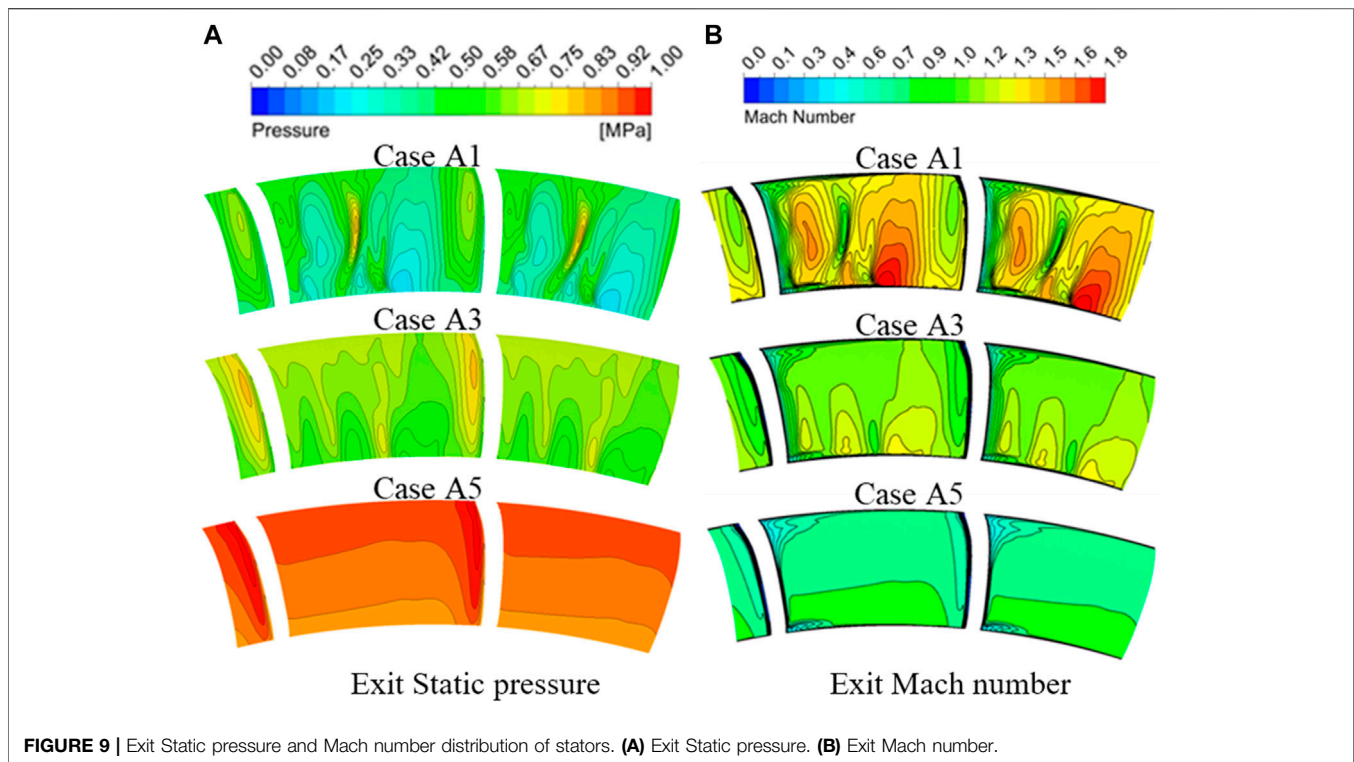 A
0.00 0.08 0.17 0.25 0.33 0.42 0.50 0.58 0.67 0.75 0.83 0.92 1.00
Pressure [MPa]
Case A1
Case A3
Case A5
Exit Static pressure
B
0.0 0.1 0.3 0.4 0.6 0.7 0.9 1.0 1.2 1.3 1.5 1.6 1.8
Mach Number
Case A1
Case A3
Case A5
Exit Mach number
FIGURE 9 | Exit Static pressure and Mach number distribution of stators. (A) Exit Static pressure. (B) Exit Mach number.